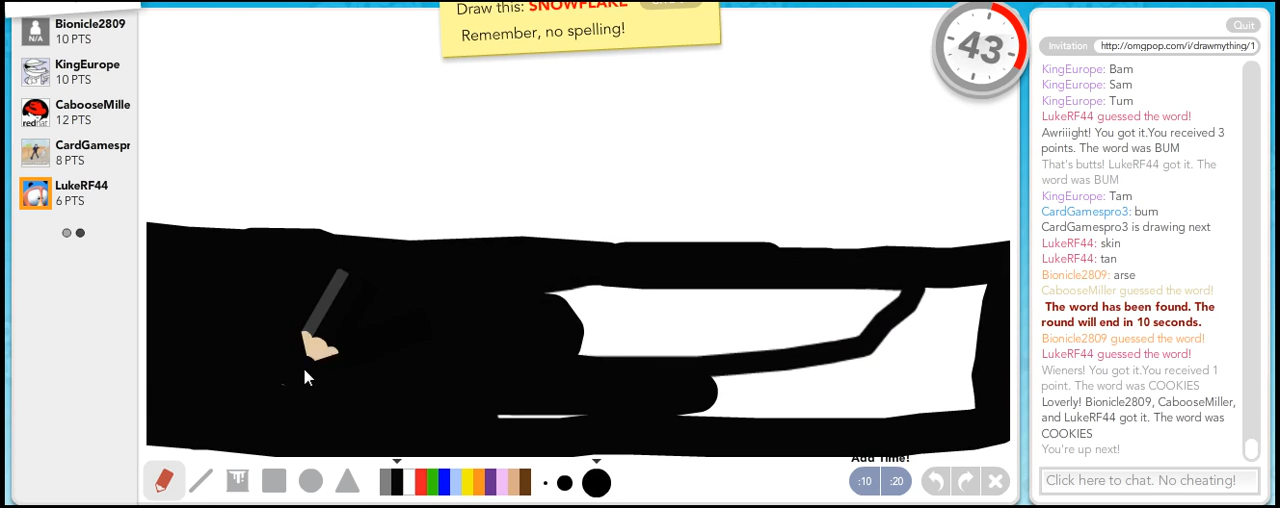 Bionicle2809
10 PTS
KingEurope
10 PTS
CabooseMille
12 PTS
CardGamespr
8 PTS
LukeRF44
6 PTS
N/A
redhat
Draw this: SNOWFLAKE
Remember, no spelling!
43
Add Time!
:10
:20
Quit
Invitation http://omgpop.com/i/drawmything/1
KingEurope: Bam
KingEurope: Sam
KingEurope: Tum
LukeRF44 guessed the word!
Awriiight! You got it.You received 3
points. The word was BUM
That's butts! LukeRF44 got it. The
word was BUM
KingEurope: Tam
CardGamespro3: bum
CardGamespro3 is drawing next
LukeRF44: skin
LukeRF44: tan
Bionicle2809: arse
CabooseMiller guessed the word!
The word has been found. The
round will end in 10 seconds.
Bionicle2809 guessed the word!
LukeRF44 guessed the word!
Wieners! You got it.You received 1
point. The word was COOKIES
Loverly! Bionicle2809, CabooseMiller,
and LukeRF44 got it. The word was
COOKIES
You're up next!
Click here to chat. No cheating!